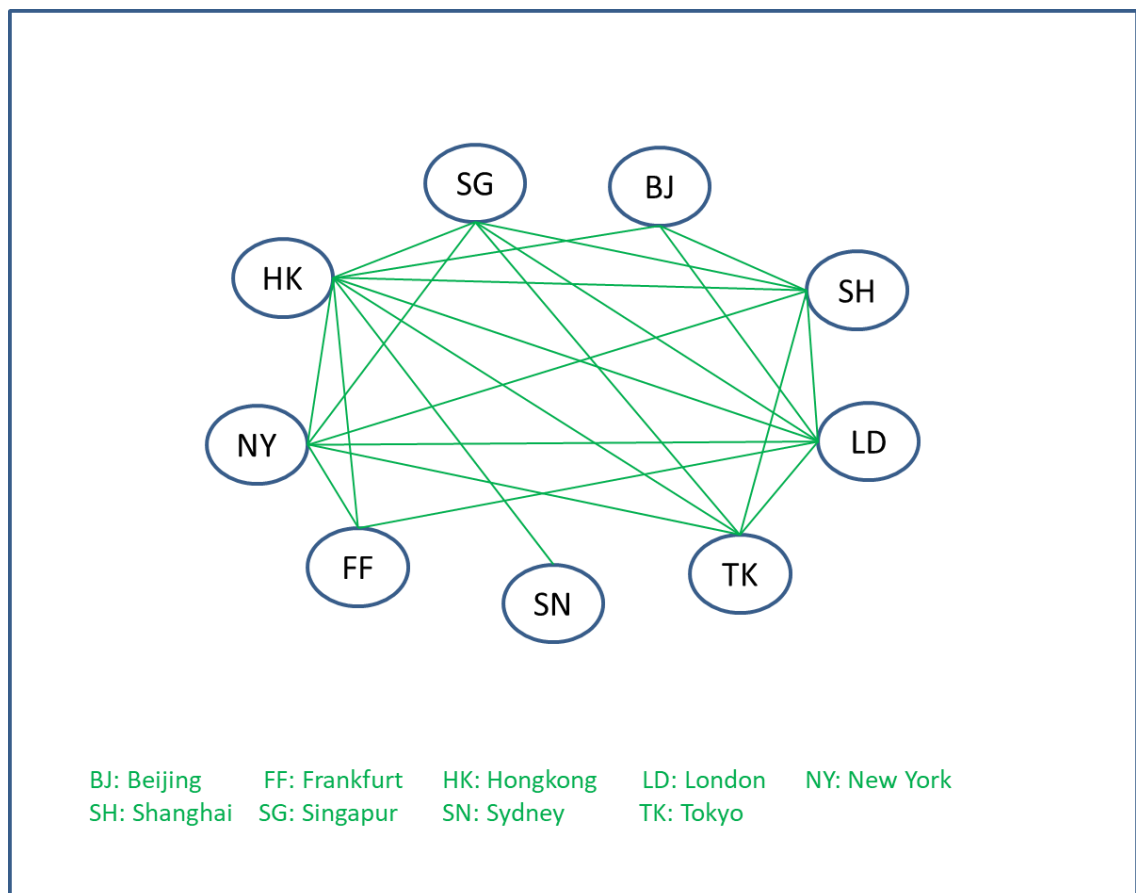 SG
BJ
HK
SH
NY
LD
FF
TK
SN
BJ: Beijing FF: Frankfurt HK: Hongkong LD: London NY: New York
SH: Shanghai SG: Singapur SN: Sydney TK: Tokyo